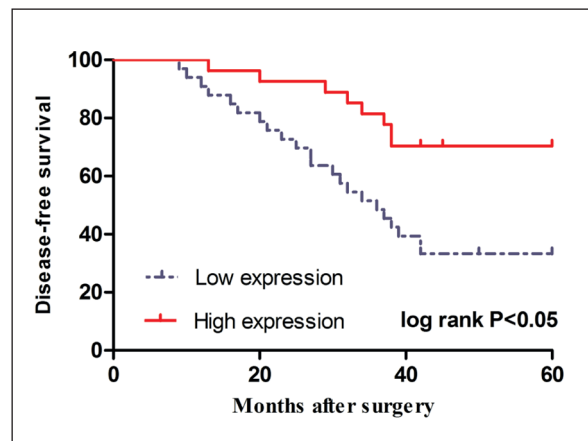 100
80
60
40
20
0
Disease-free survival
Low expression
High expression
log rank P<0.05
0 20 40 60
Months after surgery